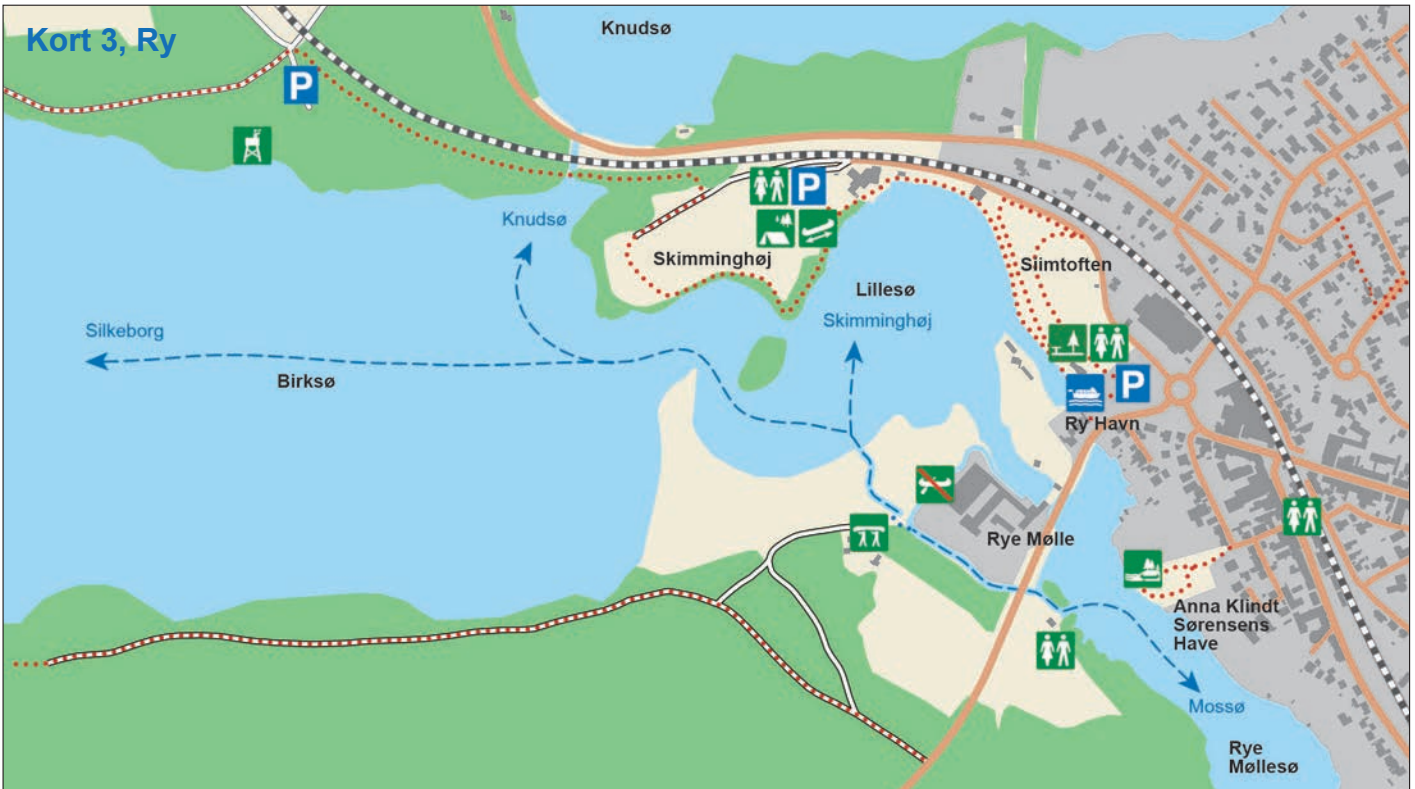 Kort 3, Ry
Knudsø
P
Knudsø
P
Skimminghøj
Siimtoften
Lillesø
Skimminghøj
Silkeborg
Birksø
P
Ry Havn
Rye Mølle
Anna Klindt
Sørensens
Have
Mossø
Rye
Møllesø